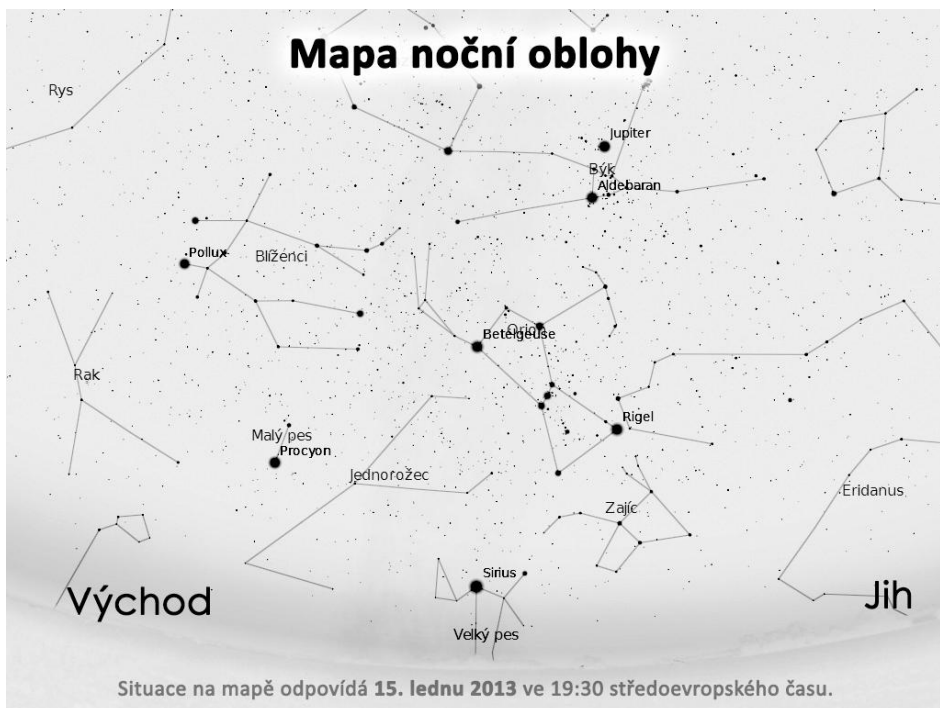 Mapa noční oblohy
Rys
Jupiter
Býk
Aldebaran
Pollux
Blíženci
Orion
Betelgeuse
Rak
Malý pes
Procyon
Rigel
Jednorožec
Zajíc
Eridanus
Sirius
Východ
Jih
Velký pes
Situace na mapě odpovídá 15. lednu 2013 ve 19:30 středoevropského času.